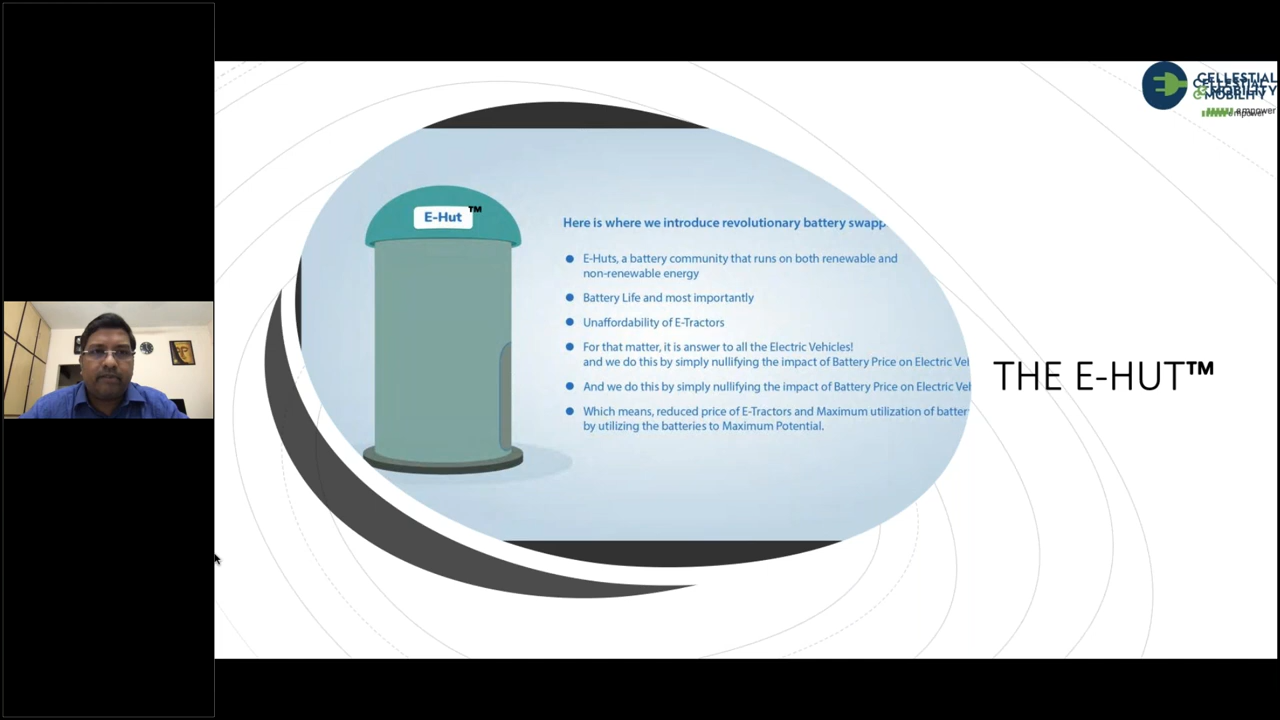 CELLESTIAL
E-MOBILITY
empower
E-Hut ™
Here is where we introduce revolutionary battery swapp
E-Huts, a battery community that runs on both renewable and
non-renewable energy
Battery Life and most importantly
Unaffordability of E-Tractors
For that matter, it is answer to all the Electric Vehicles!
and we do this by simply nullifying the impact of Battery Price on Electric Veh
And we do this by simply nullifying the impact of Battery Price on Electric Veh
Which means, reduced price of E-Tractors and Maximum utilization of batter
by utilizing the batteries to Maximum Potential.
THE E-HUT™